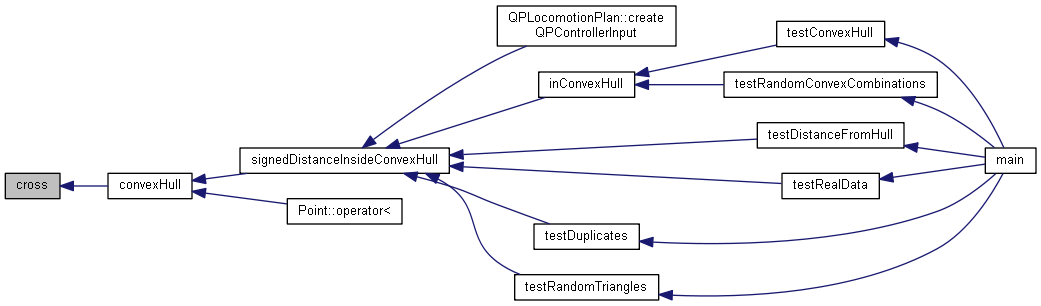 QPLocomotionPlan::create
QPControllerInput
testConvexHull
inConvexHull
testRandomConvexCombinations
testDistanceFromHull
signedDistanceInsideConvexHull
main
cross
convexHull
testRealData
Point::operator<
testDuplicates
testRandomTriangles